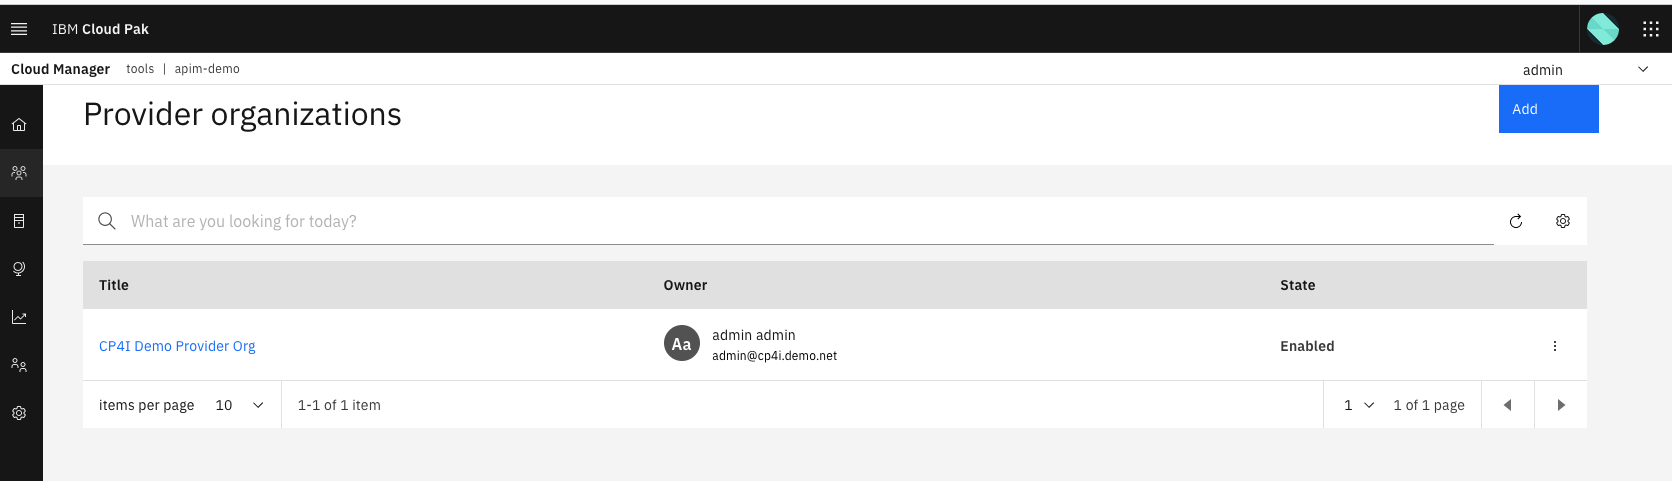 IBM Cloud Pak
Cloud Manager tools | apim-demo admin
Provider organizations
Add
What are you looking for today?
Title Owner State
CP4I Demo Provider Org Aa admin admin Enabled
admin@cp4i.demo.net
items per page 10 1-1 of 1 item 1 1 of 1 page